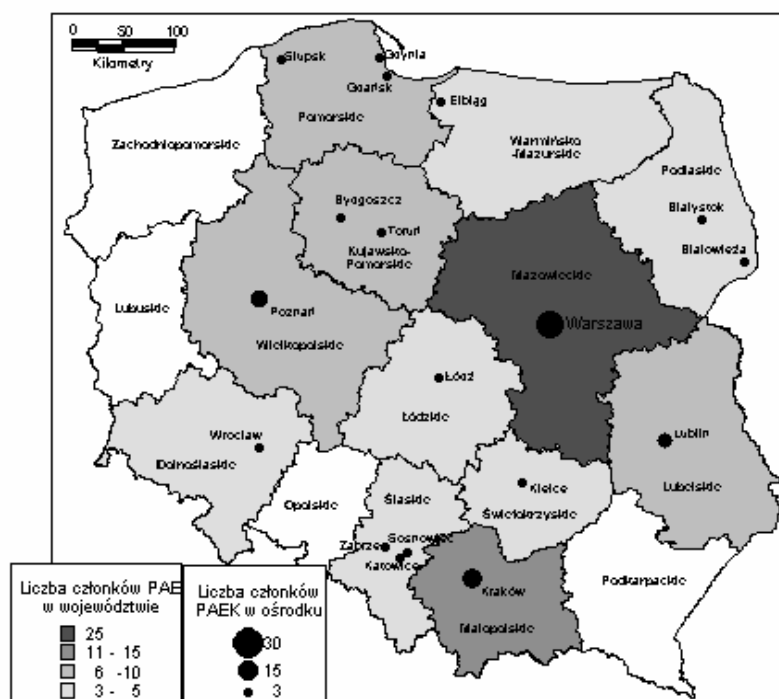 0 50 100
Kilometry
Słupsk
Gdynia
Gdańsk
Elbląg
Pomorskie
Zachodniopomorskie
Warmińsko
-Mazurskie
Podlaskie
Białystok
Białowieża
Bydgoszcz
Toruń
Kujawsko-
Pomorskie
Mazowieckie
Lubuskie
Poznań
Warszawa
Wielkopolskie
Łódź
Łódzkie
Wrocław
Dolnośląskie
Lublin
Lubelskie
Opolskie
Śląskie
Kielce
Świętokrzyskie
Zabrze
Sosnowiec
Katowice
Kraków
Małopolskie
Podkarpackie
Liczba członków PAEK
w województwie
25
11 - 15
6 -10
3 - 5
Liczba członków
PAEK w ośrodku
30
15
3